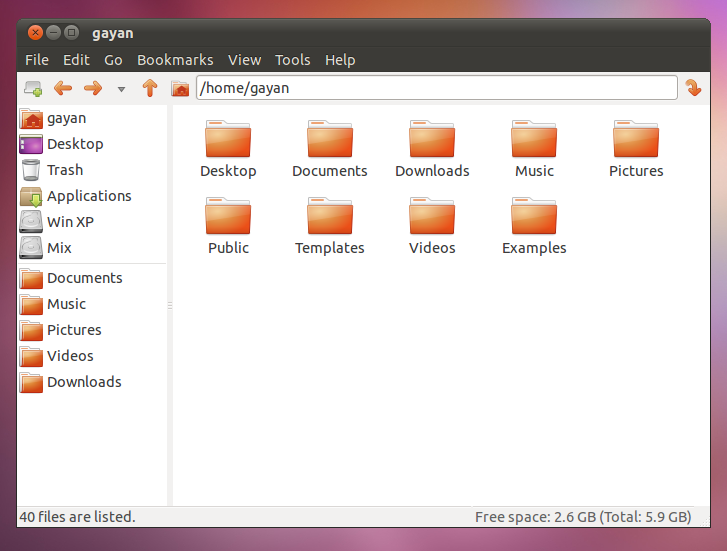 gayan
File Edit Go Bookmarks View Tools Help
/home/gayan
gayan
Desktop
Trash
Applications
Win XP
Mix
Documents
Music
Pictures
Videos
Downloads
Desktop Documents Downloads Music Pictures
Public Templates Videos Examples
40 files are listed. Free space: 2.6 GB (Total: 5.9 GB)